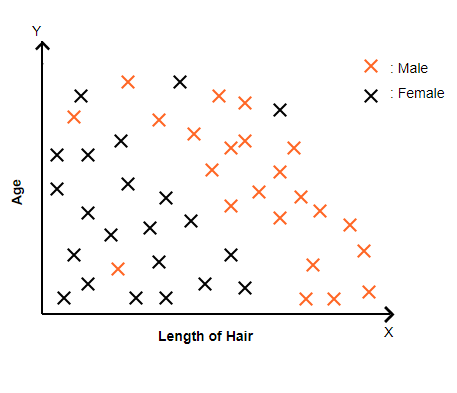 Y
: Male
: Female
Age
X
Length of Hair